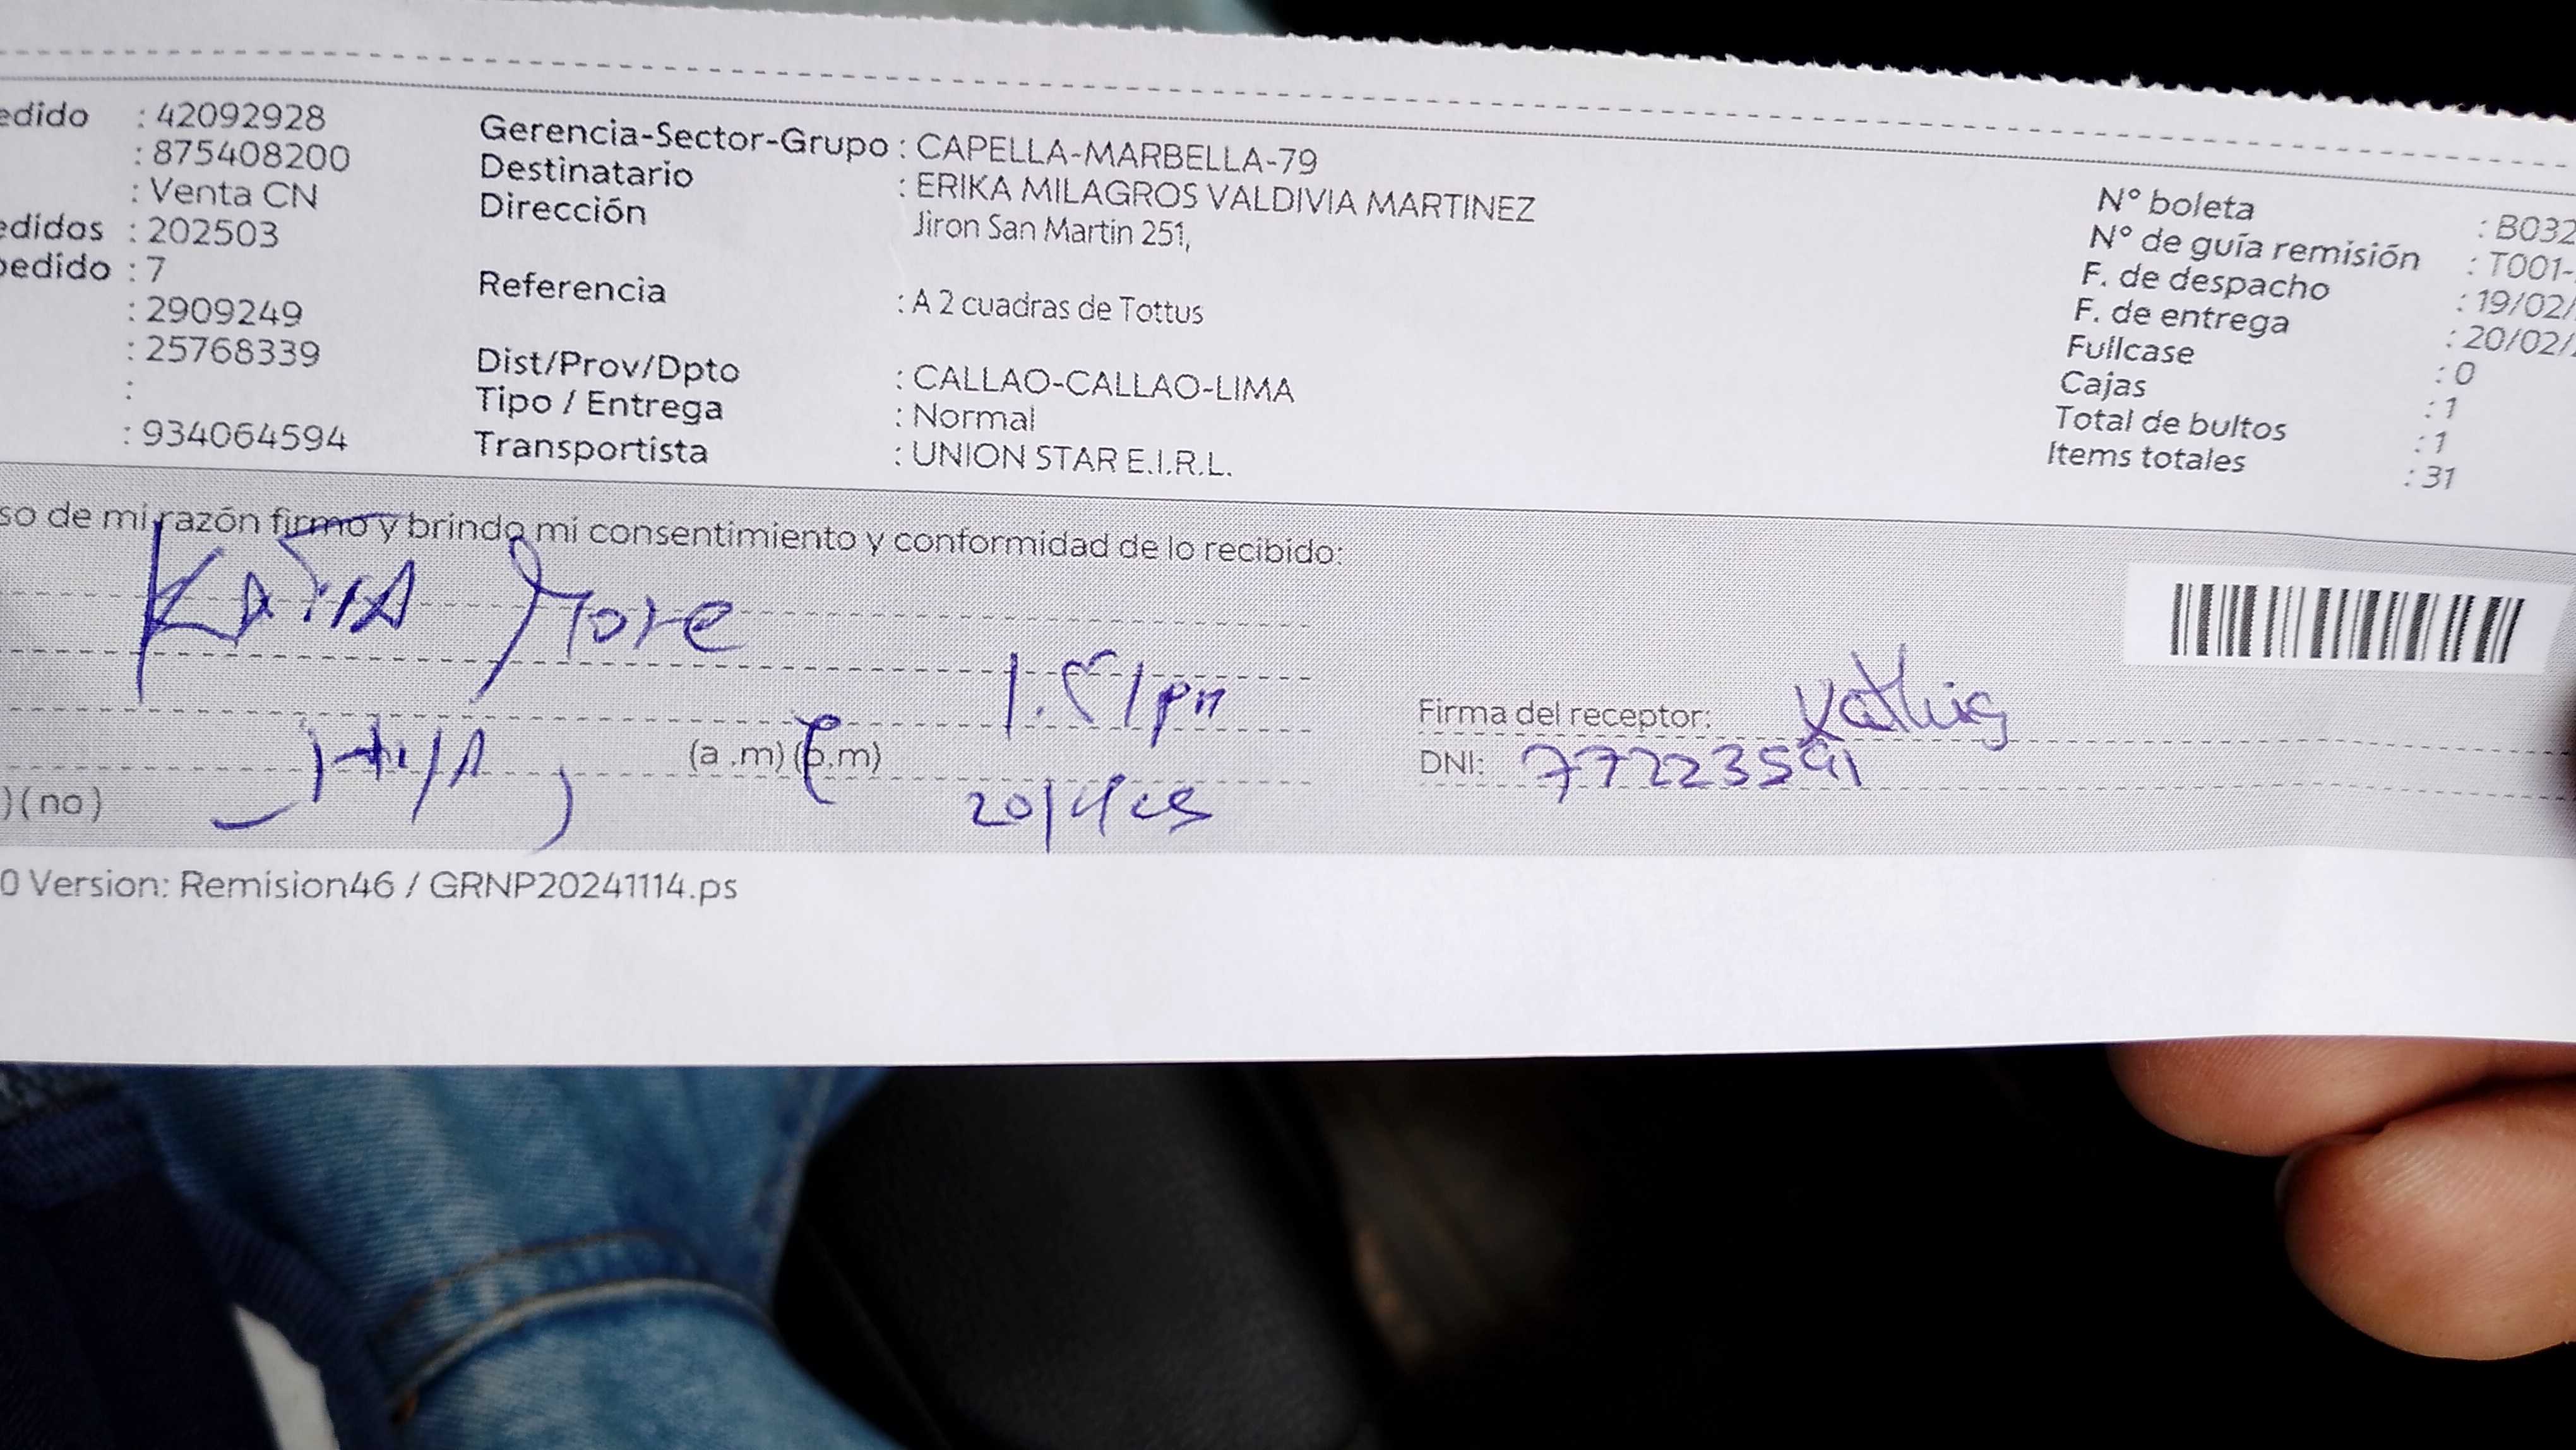 edido : 42092928
: 875408200
: Venta CN
edidos : 202503
pedido : 7
: 2909249
: 25768339
:
: 934064594
Gerencia-Sector-Grupo : CAPELLA-MARBELLA-79
Destinatario : ERIKA MILAGROS VALDIVIA MARTINEZ
Dirección Jiron San Martin 251,
Referencia : A 2 cuadras de Tottus
Dist/Prov/Dpto : CALLAO-CALLAO-LIMA
Tipo / Entrega : Normal
Transportista : UNION STAR E.I.R.L.
N° boleta : B032
N° de guía remisión : T001-
F. de despacho : 19/02/
F. de entrega : 20/02/
Fullcase : 0
Cajas : 1
Total de bultos : 1
Items totales : 31
so de mi razón firmo y brindo mi consentimiento y conformidad de lo recibido:
More
1.51pm
(a .m) (p.m)
)(no)
Firma del receptor:
DNI: 77223591
0 Version: Remision46 / GRNP20241114.ps